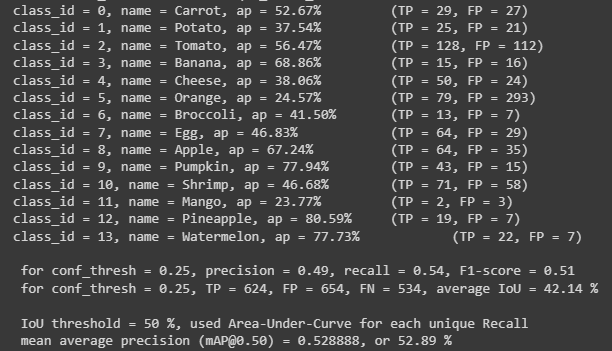 class_id = 0, name = Carrot, ap = 52.67% (TP = 29, FP = 27)
class_id = 1, name = Potato, ap = 37.54% (TP = 25, FP = 21)
class_id = 2, name = Tomato, ap = 56.47% (TP = 128, FP = 112)
class_id = 3, name = Banana, ap = 68.86% (TP = 15, FP = 16)
class_id = 4, name = Cheese, ap = 38.06% (TP = 50, FP = 24)
class_id = 5, name = Orange, ap = 24.57% (TP = 79, FP = 293)
class_id = 6, name = Broccoli, ap = 41.50% (TP = 13, FP = 7)
class_id = 7, name = Egg, ap = 46.83% (TP = 64, FP = 29)
class_id = 8, name = Apple, ap = 67.24% (TP = 64, FP = 35)
class_id = 9, name = Pumpkin, ap = 77.94% (TP = 43, FP = 15)
class_id = 10, name = Shrimp, ap = 46.68% (TP = 71, FP = 58)
class_id = 11, name = Mango, ap = 23.77% (TP = 2, FP = 3)
class_id = 12, name = Pineapple, ap = 80.59% (TP = 19, FP = 7)
class_id = 13, name = Watermelon, ap = 77.73% (TP = 22, FP = 7)
for conf_thresh = 0.25, precision = 0.49, recall = 0.54, F1-score = 0.51
for conf_thresh = 0.25, TP = 624, FP = 654, FN = 534, average IoU = 42.14 %
IoU threshold = 50 %, used Area-Under-Curve for each unique Recall
mean average precision (mAP@0.50) = 0.528888, or 52.89 %